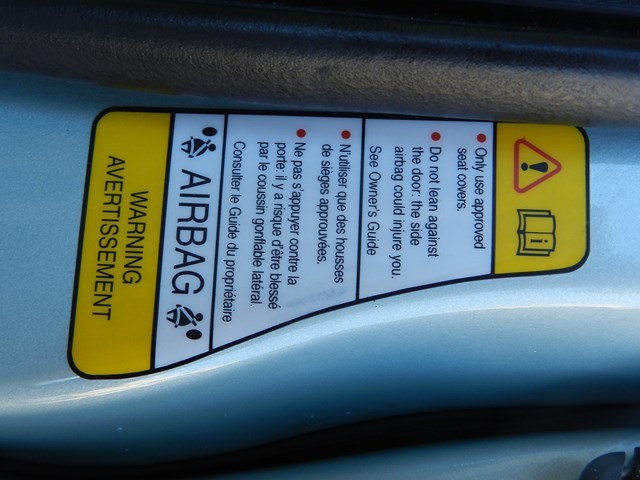 Only use approved
seat covers.
Do not lean against
the door: the side
airbag could injure you.
See Owner's Guide
N'utiliser que des housses
de sièges approuvées.
Ne pas s'appuyer contre la
porte: il y a risque d'être blessé
par le coussin gonflable latéral.
Consulter le Guide du propriétaire
AIRBAG
WARNING
AVERTISSEMENT